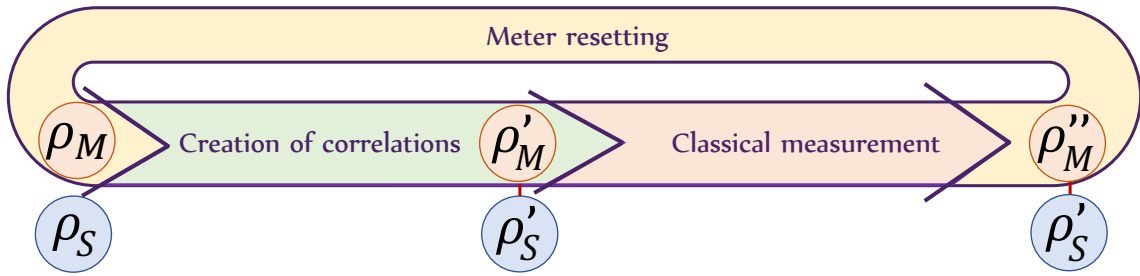 Meter resetting
ρ_M Creation of correlations ρ'_M Classical measurement ρ''_M
ρ_S ρ'_S ρ'_S